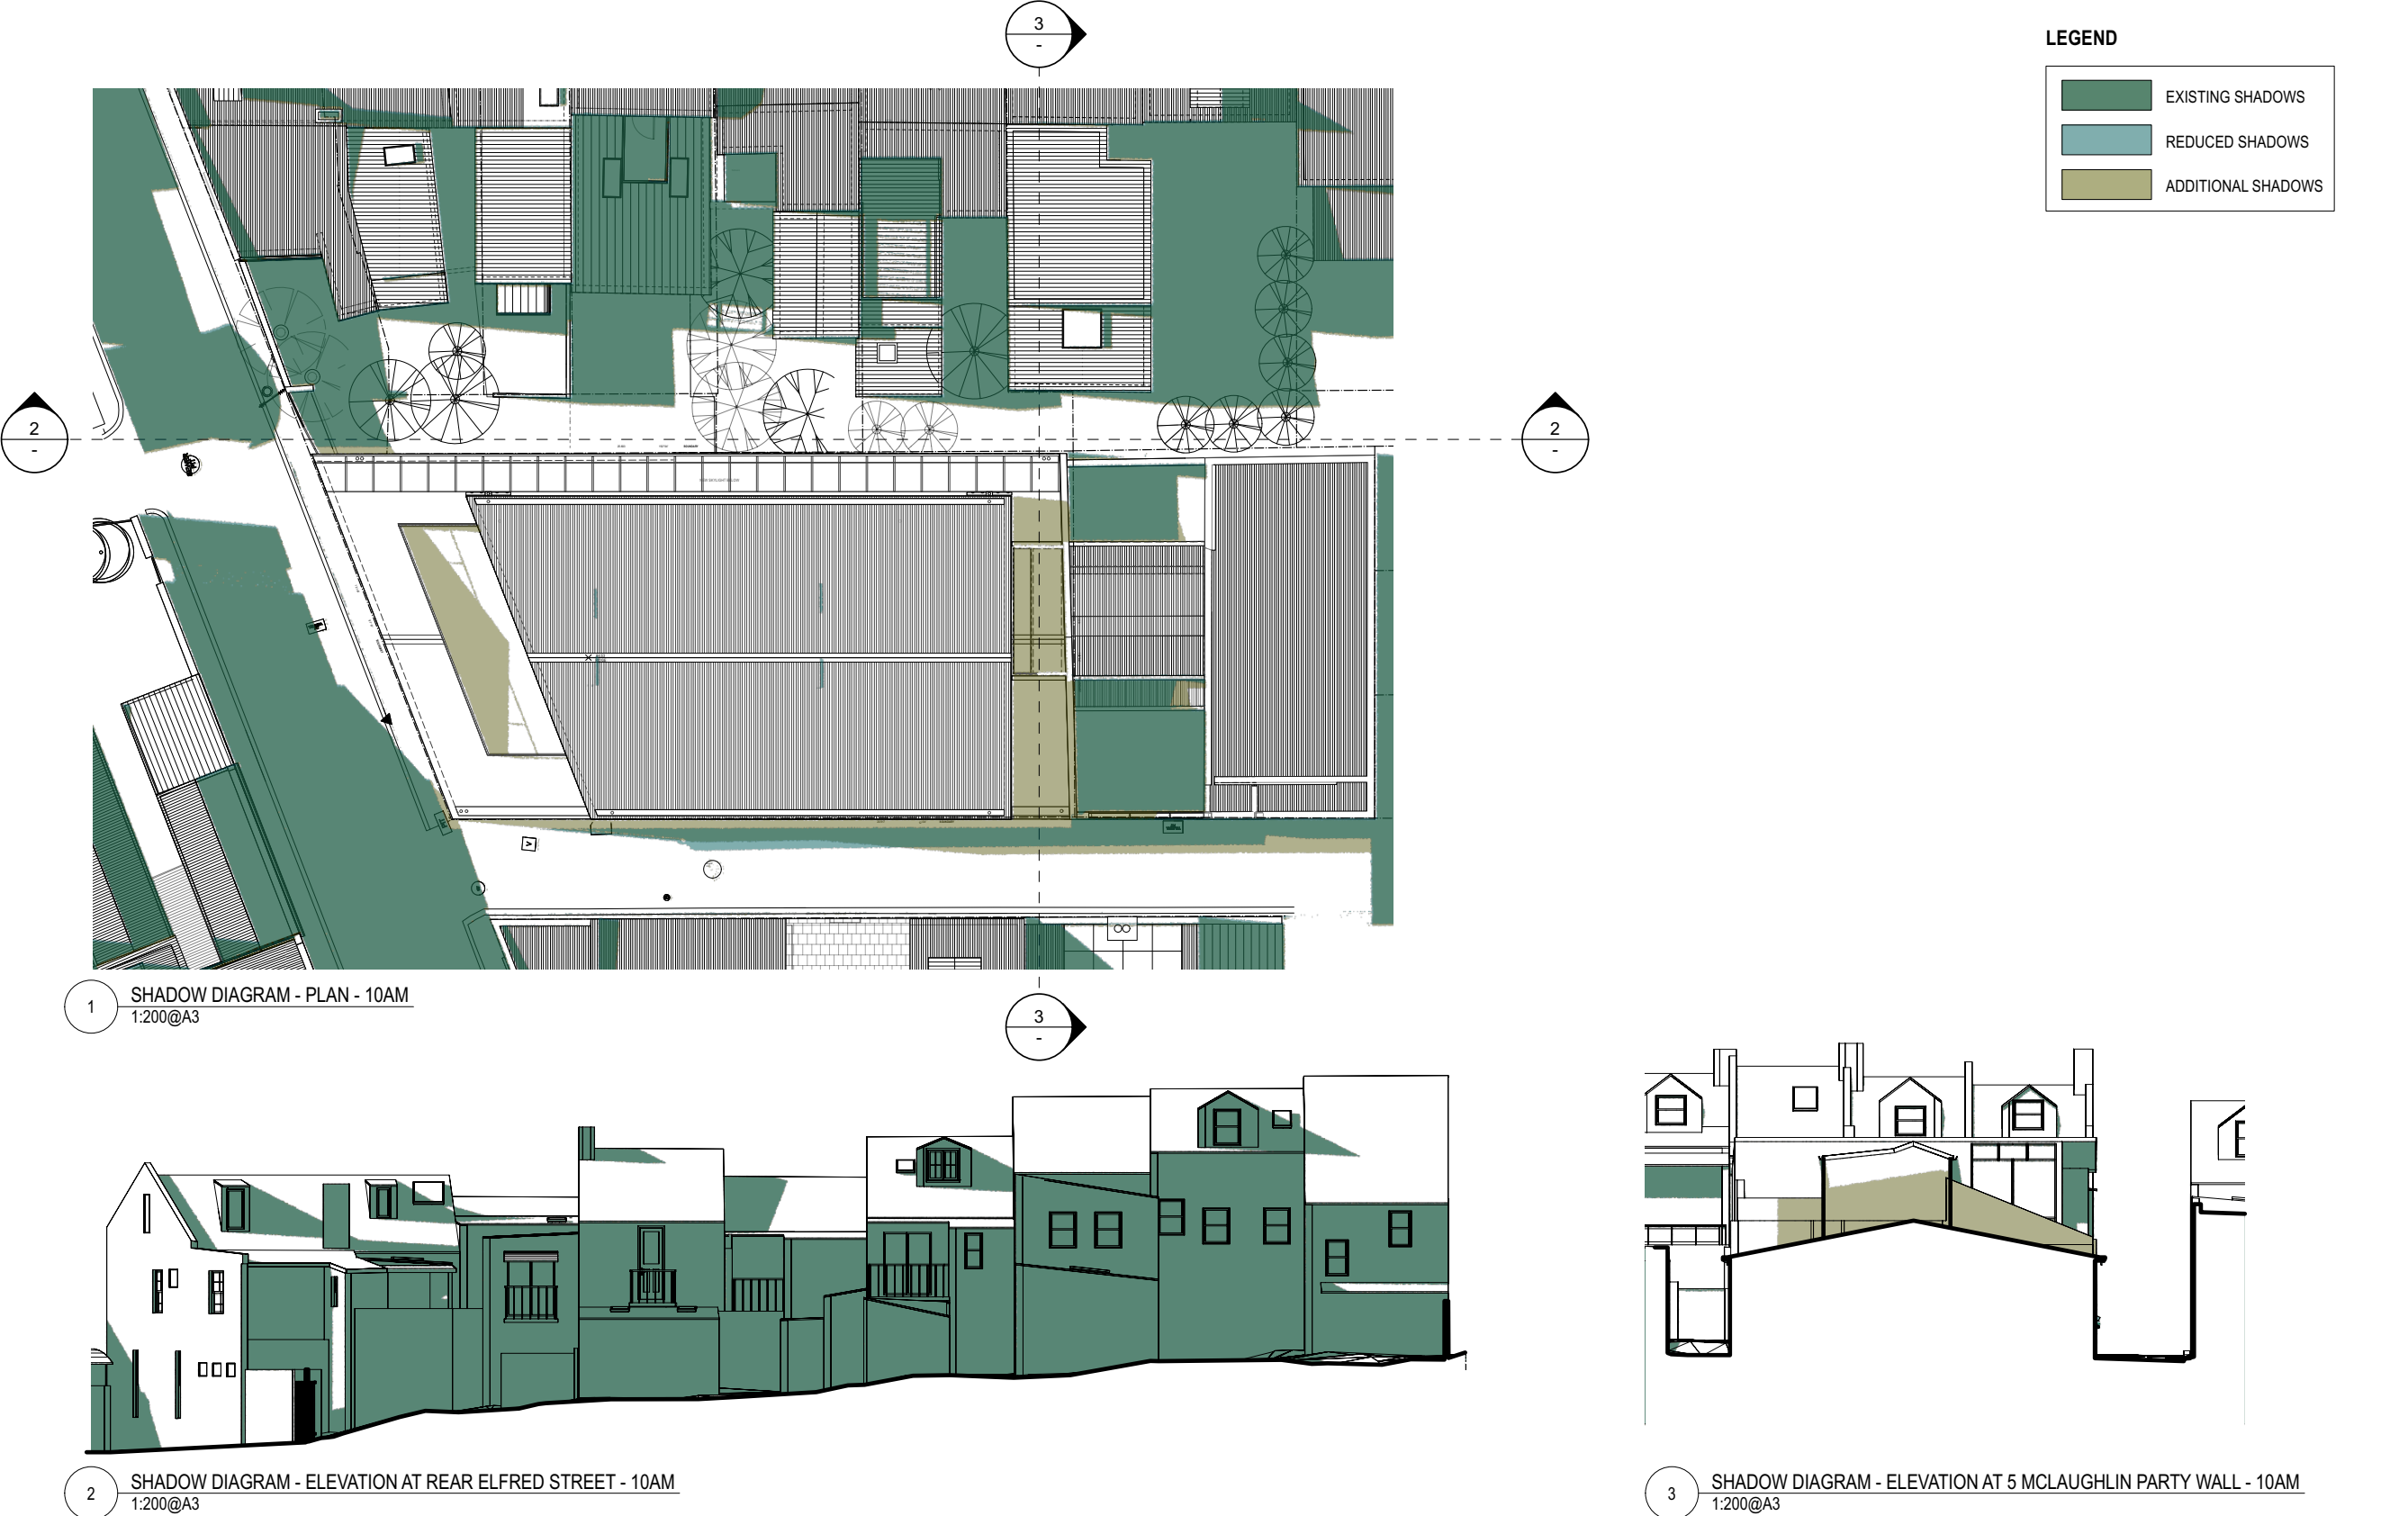 3
-
LEGEND
EXISTING SHADOWS
REDUCED SHADOWS
ADDITIONAL SHADOWS
2
-
2
-
V
1
SHADOW DIAGRAM - PLAN - 10AM
1:200@A3
3
-
2
SHADOW DIAGRAM - ELEVATION AT REAR ELFRED STREET - 10AM
1:200@A3
3
SHADOW DIAGRAM - ELEVATION AT 5 MCLAUGHLIN PARTY WALL - 10AM
1:200@A3